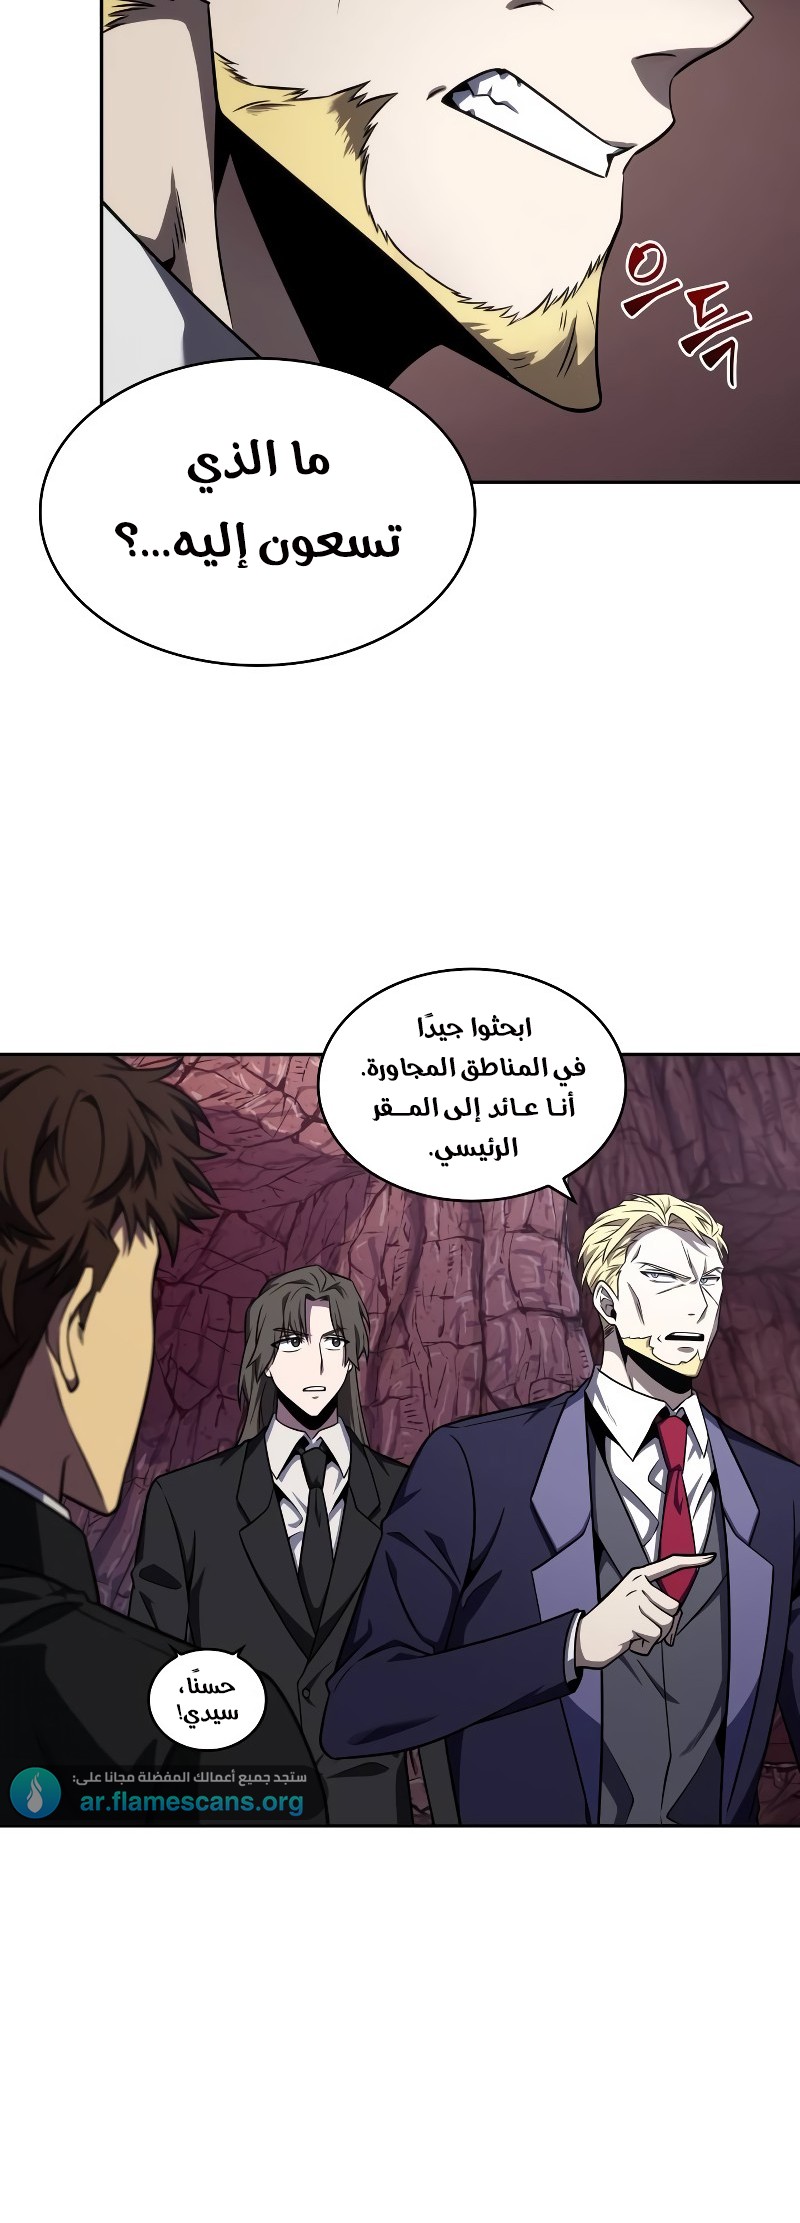 으득
ما الذي
تسعون إليه...؟
ابحثوا جيدًا
في المناطق المجاورة.
أنا عائد إلى المقر
الرئيسي.
حسنًا،
سيدي!
ستجد جميع أعمالك المفضلة مجانا على:
ar.flamescans.org